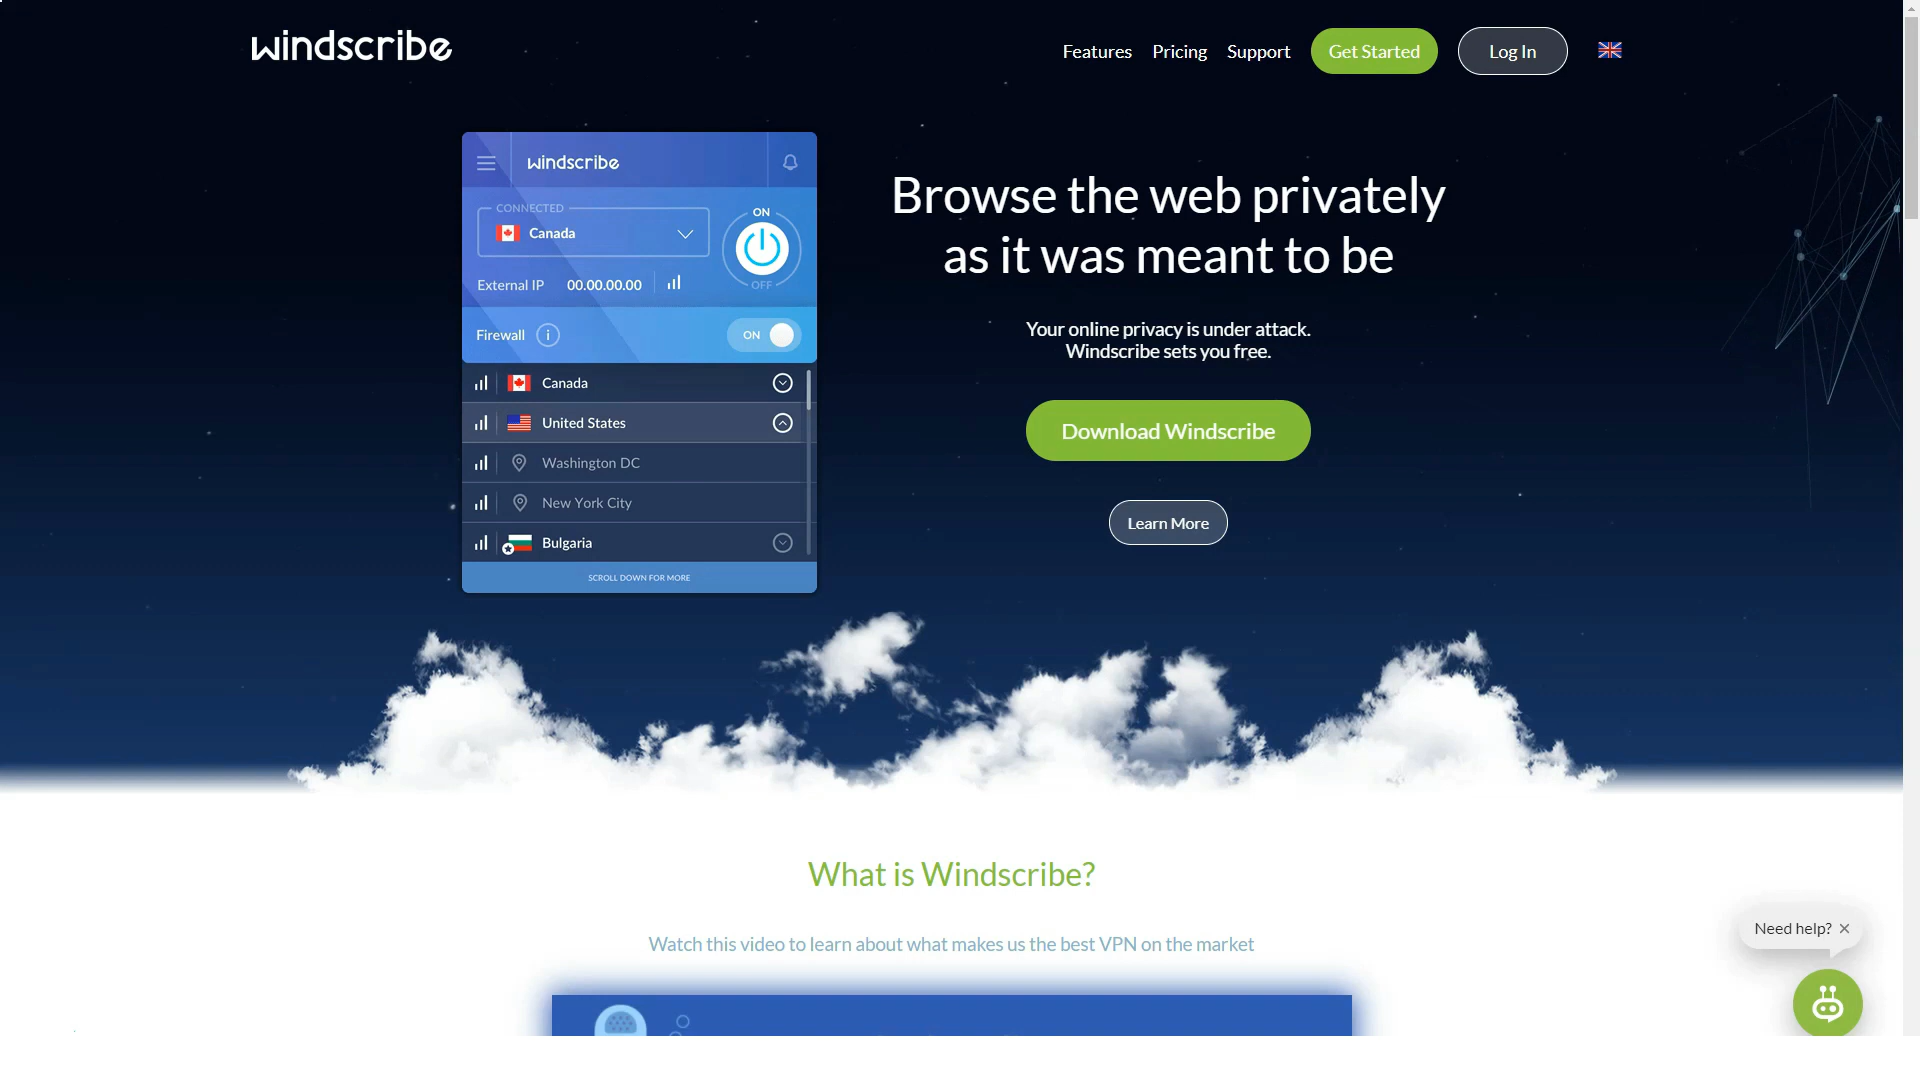 windscribe
Features Pricing Support Get Started Log In
windscribe
CONNECTED
Canada
ON
OFF
External IP 00.00.00.00
Firewall i ON
Canada
United States
Washington DC
New York City
Bulgaria
SCROLL DOWN FOR MORE
Browse the web privately
as it was meant to be
Your online privacy is under attack.
Windscribe sets you free.
Download Windscribe
Learn More
What is Windscribe?
Watch this video to learn about what makes us the best VPN on the market
Need help?